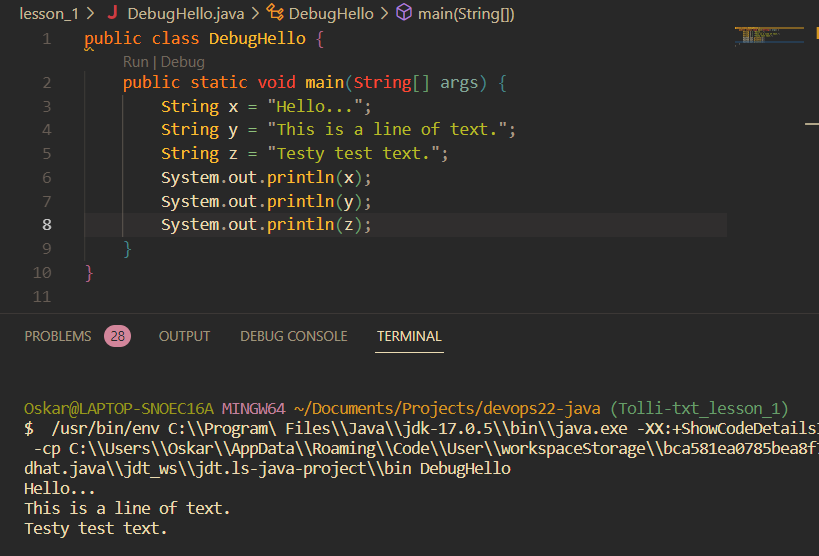 lesson_1 > DebugHello.java > DebugHello > main(String[])
1 public class DebugHello {
Run | Debug
2 public static void main(String[] args) {
3 String x = "Hello...";
4 String y = "This is a line of text.";
5 String z = "Testy test text.";
6 System.out.println(x);
7 System.out.println(y);
8 System.out.println(z);
9 }
10 }
11
PROBLEMS 28 OUTPUT DEBUG CONSOLE TERMINAL
Oskar@LAPTOP-SNOEC16A MINGW64 ~/Documents/Projects/devops22-java (Tolli-txt_lesson_1)
$ /usr/bin/env C:\\Program\ Files\\Java\\jdk-17.0.5\\bin\\java.exe -XX:+ShowCodeDetailsI
-cp C:\\Users\\Oskar\\AppData\\Roaming\\Code\\User\\workspaceStorage\\bca581ea0785bea8f
dhat.java\\jdt_ws\\jdt.ls-java-project\\bin DebugHello
Hello...
This is a line of text.
Testy test text.